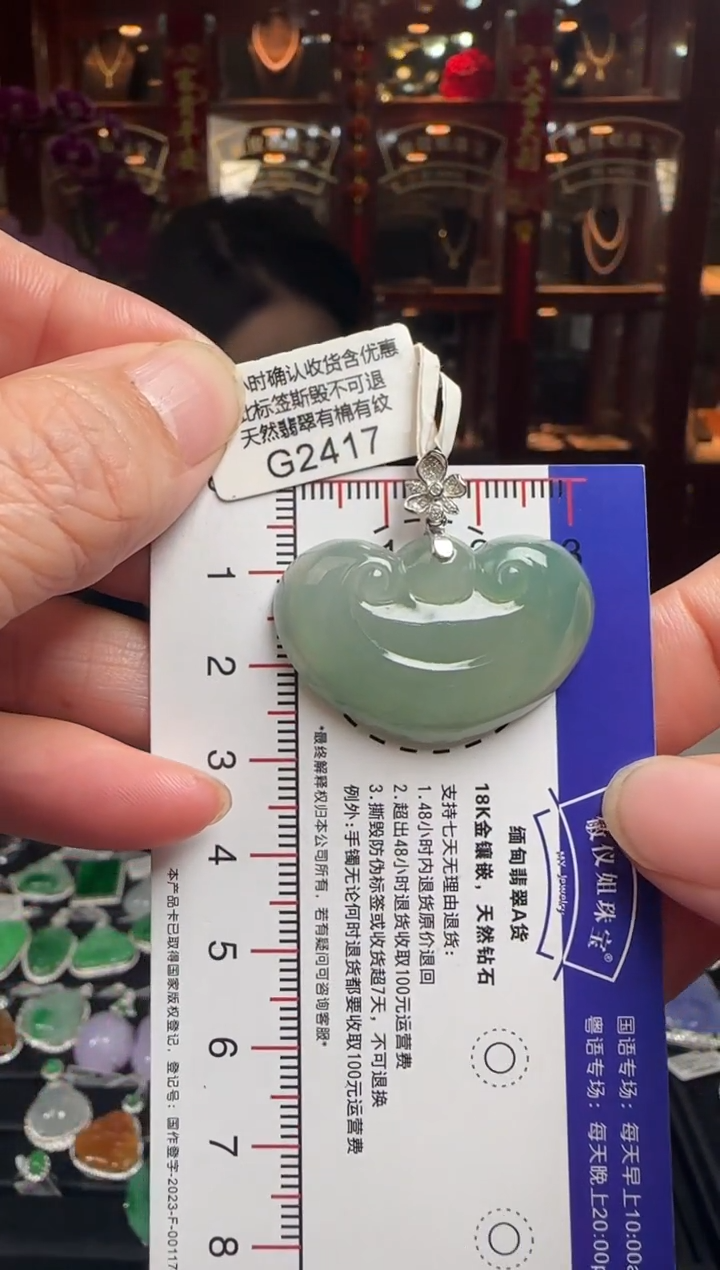 小时确认收货含优惠
此标签斯毁不可退
天然翡翠有棉有纹
G2417
1
2
3
1
2
3
4
5
6
7
8
缅甸翡翠A货
18K金镶嵌，天然钻石
支持七天无理由退货：
1.48小时内退货原价退回
2.超出48小时退货收取100元运营费
3.撕毁防伪标签或收货超7天，不可退换
例外:手镯无论何时退货都要收取100元运营费
*最终解释权归本公司所有，若有疑问可咨询客服*
本产品卡已取得国家版权登记，登记号：国作登字-2023-F-00117
仪姐珠宝®
MY Jewelry
国语专场：每天早上10:00
粤语专场：每天晚上20:00